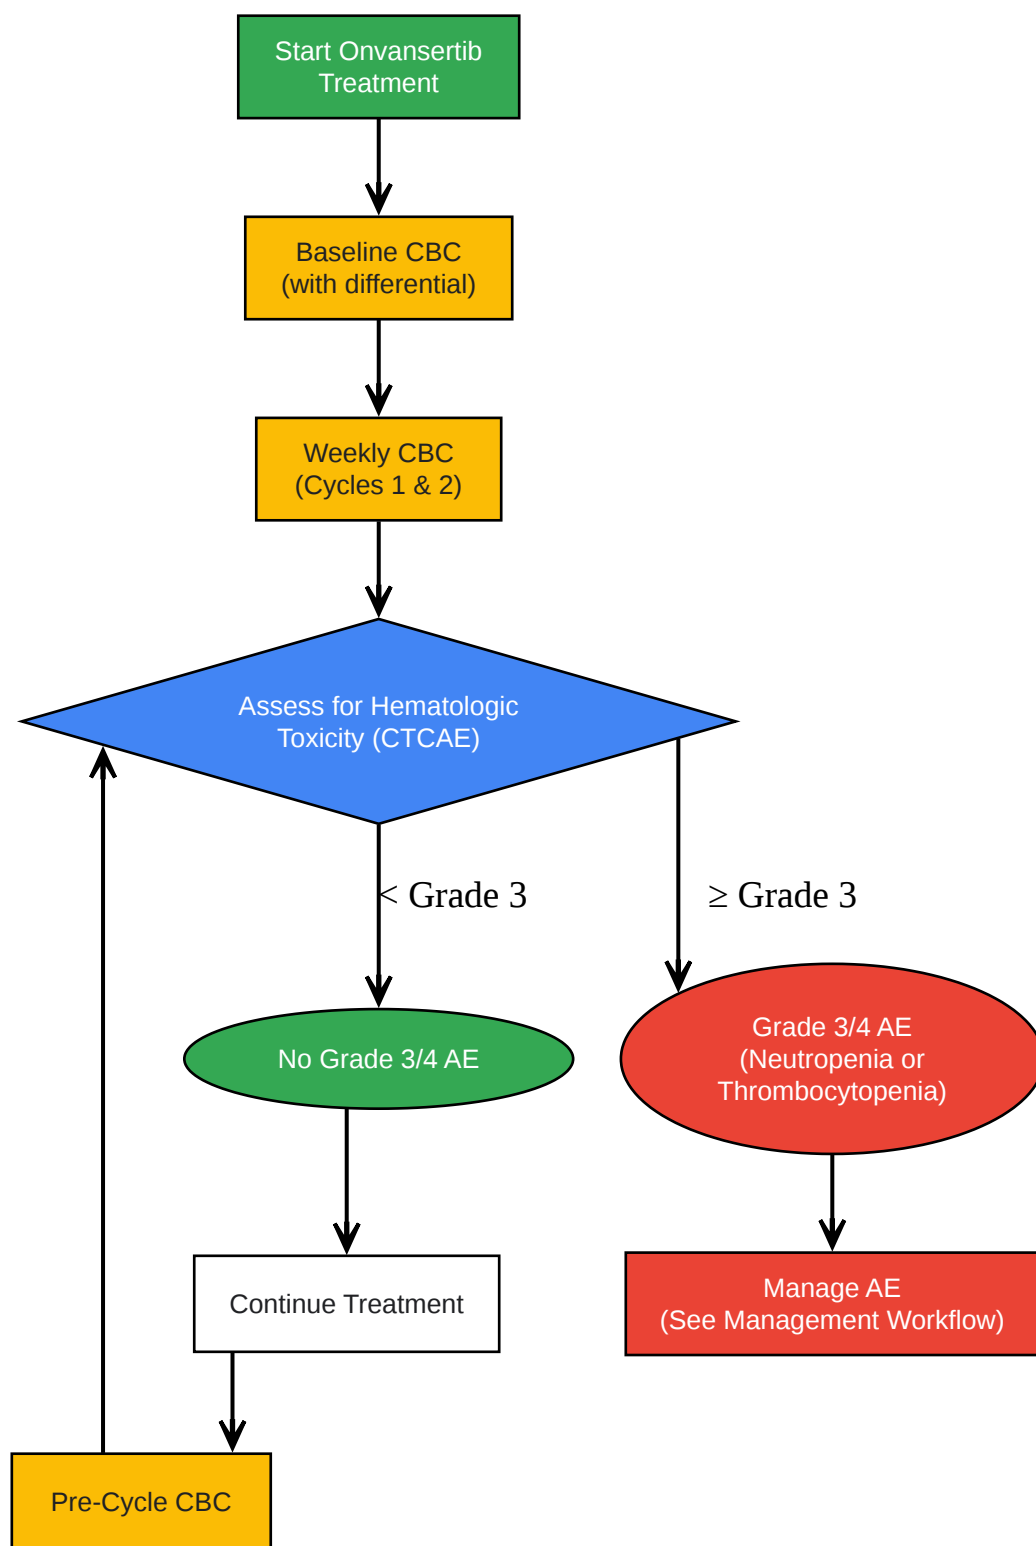 Start Onvansertib
Treatment
Baseline CBC
(with differential)
Weekly CBC
(Cycles 1 & 2)
Assess for Hematologic
Toxicity (CTCAE)
< Grade 3
≥ Grade 3
No Grade 3/4 AE
Grade 3/4 AE
(Neutropenia or
Thrombocytopenia)
Continue Treatment
Manage AE
(See Management Workflow)
Pre-Cycle CBC